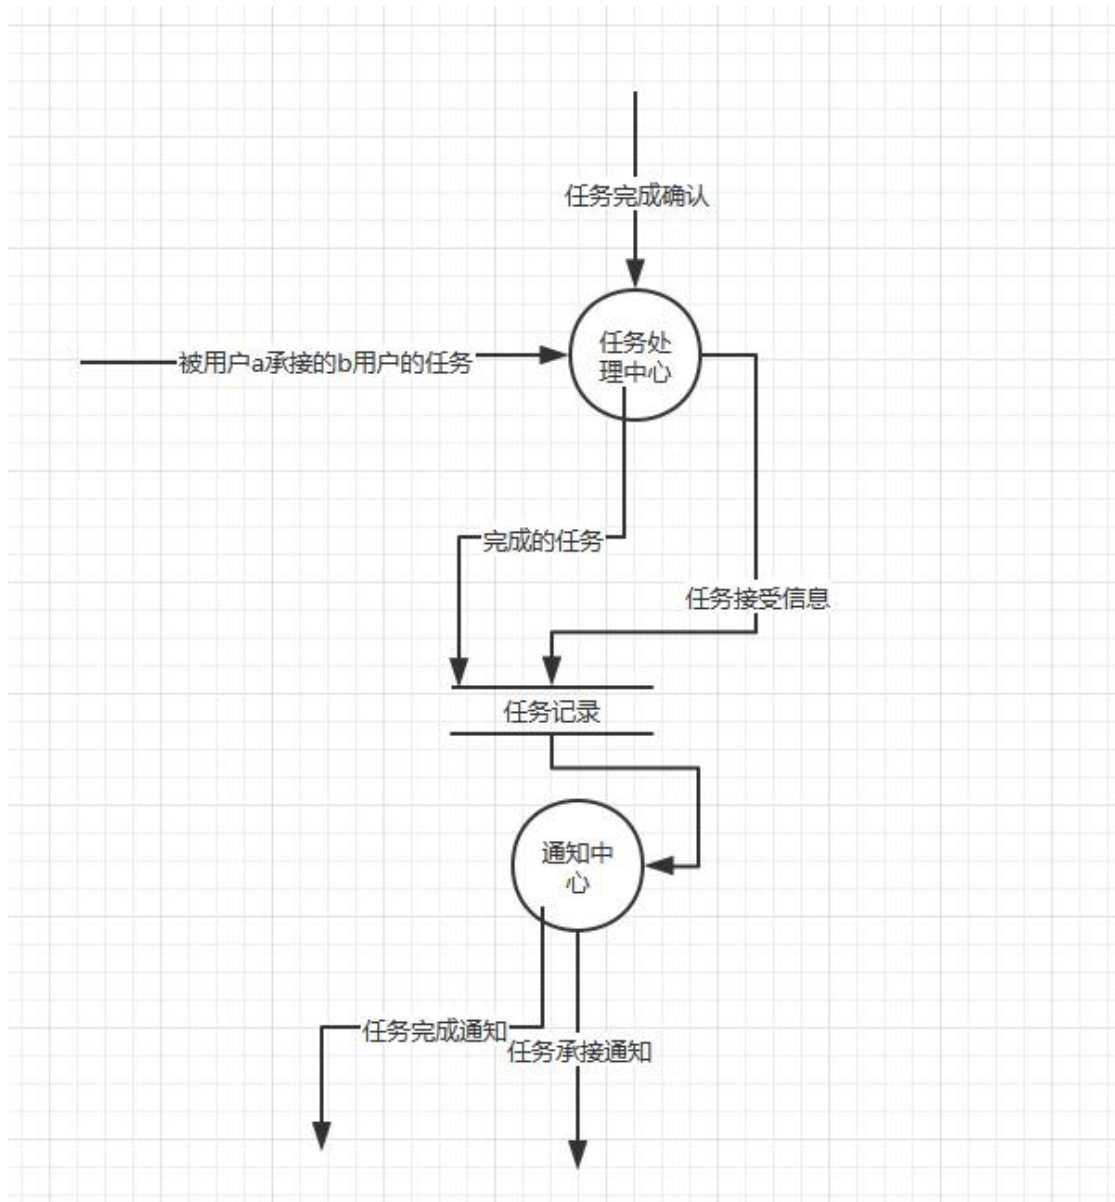 任务完成确认
任务处
理中心
被用户a承接的b用户的任务
完成的任务
任务接受信息
任务记录
通知中
心
任务完成通知
任务承接通知